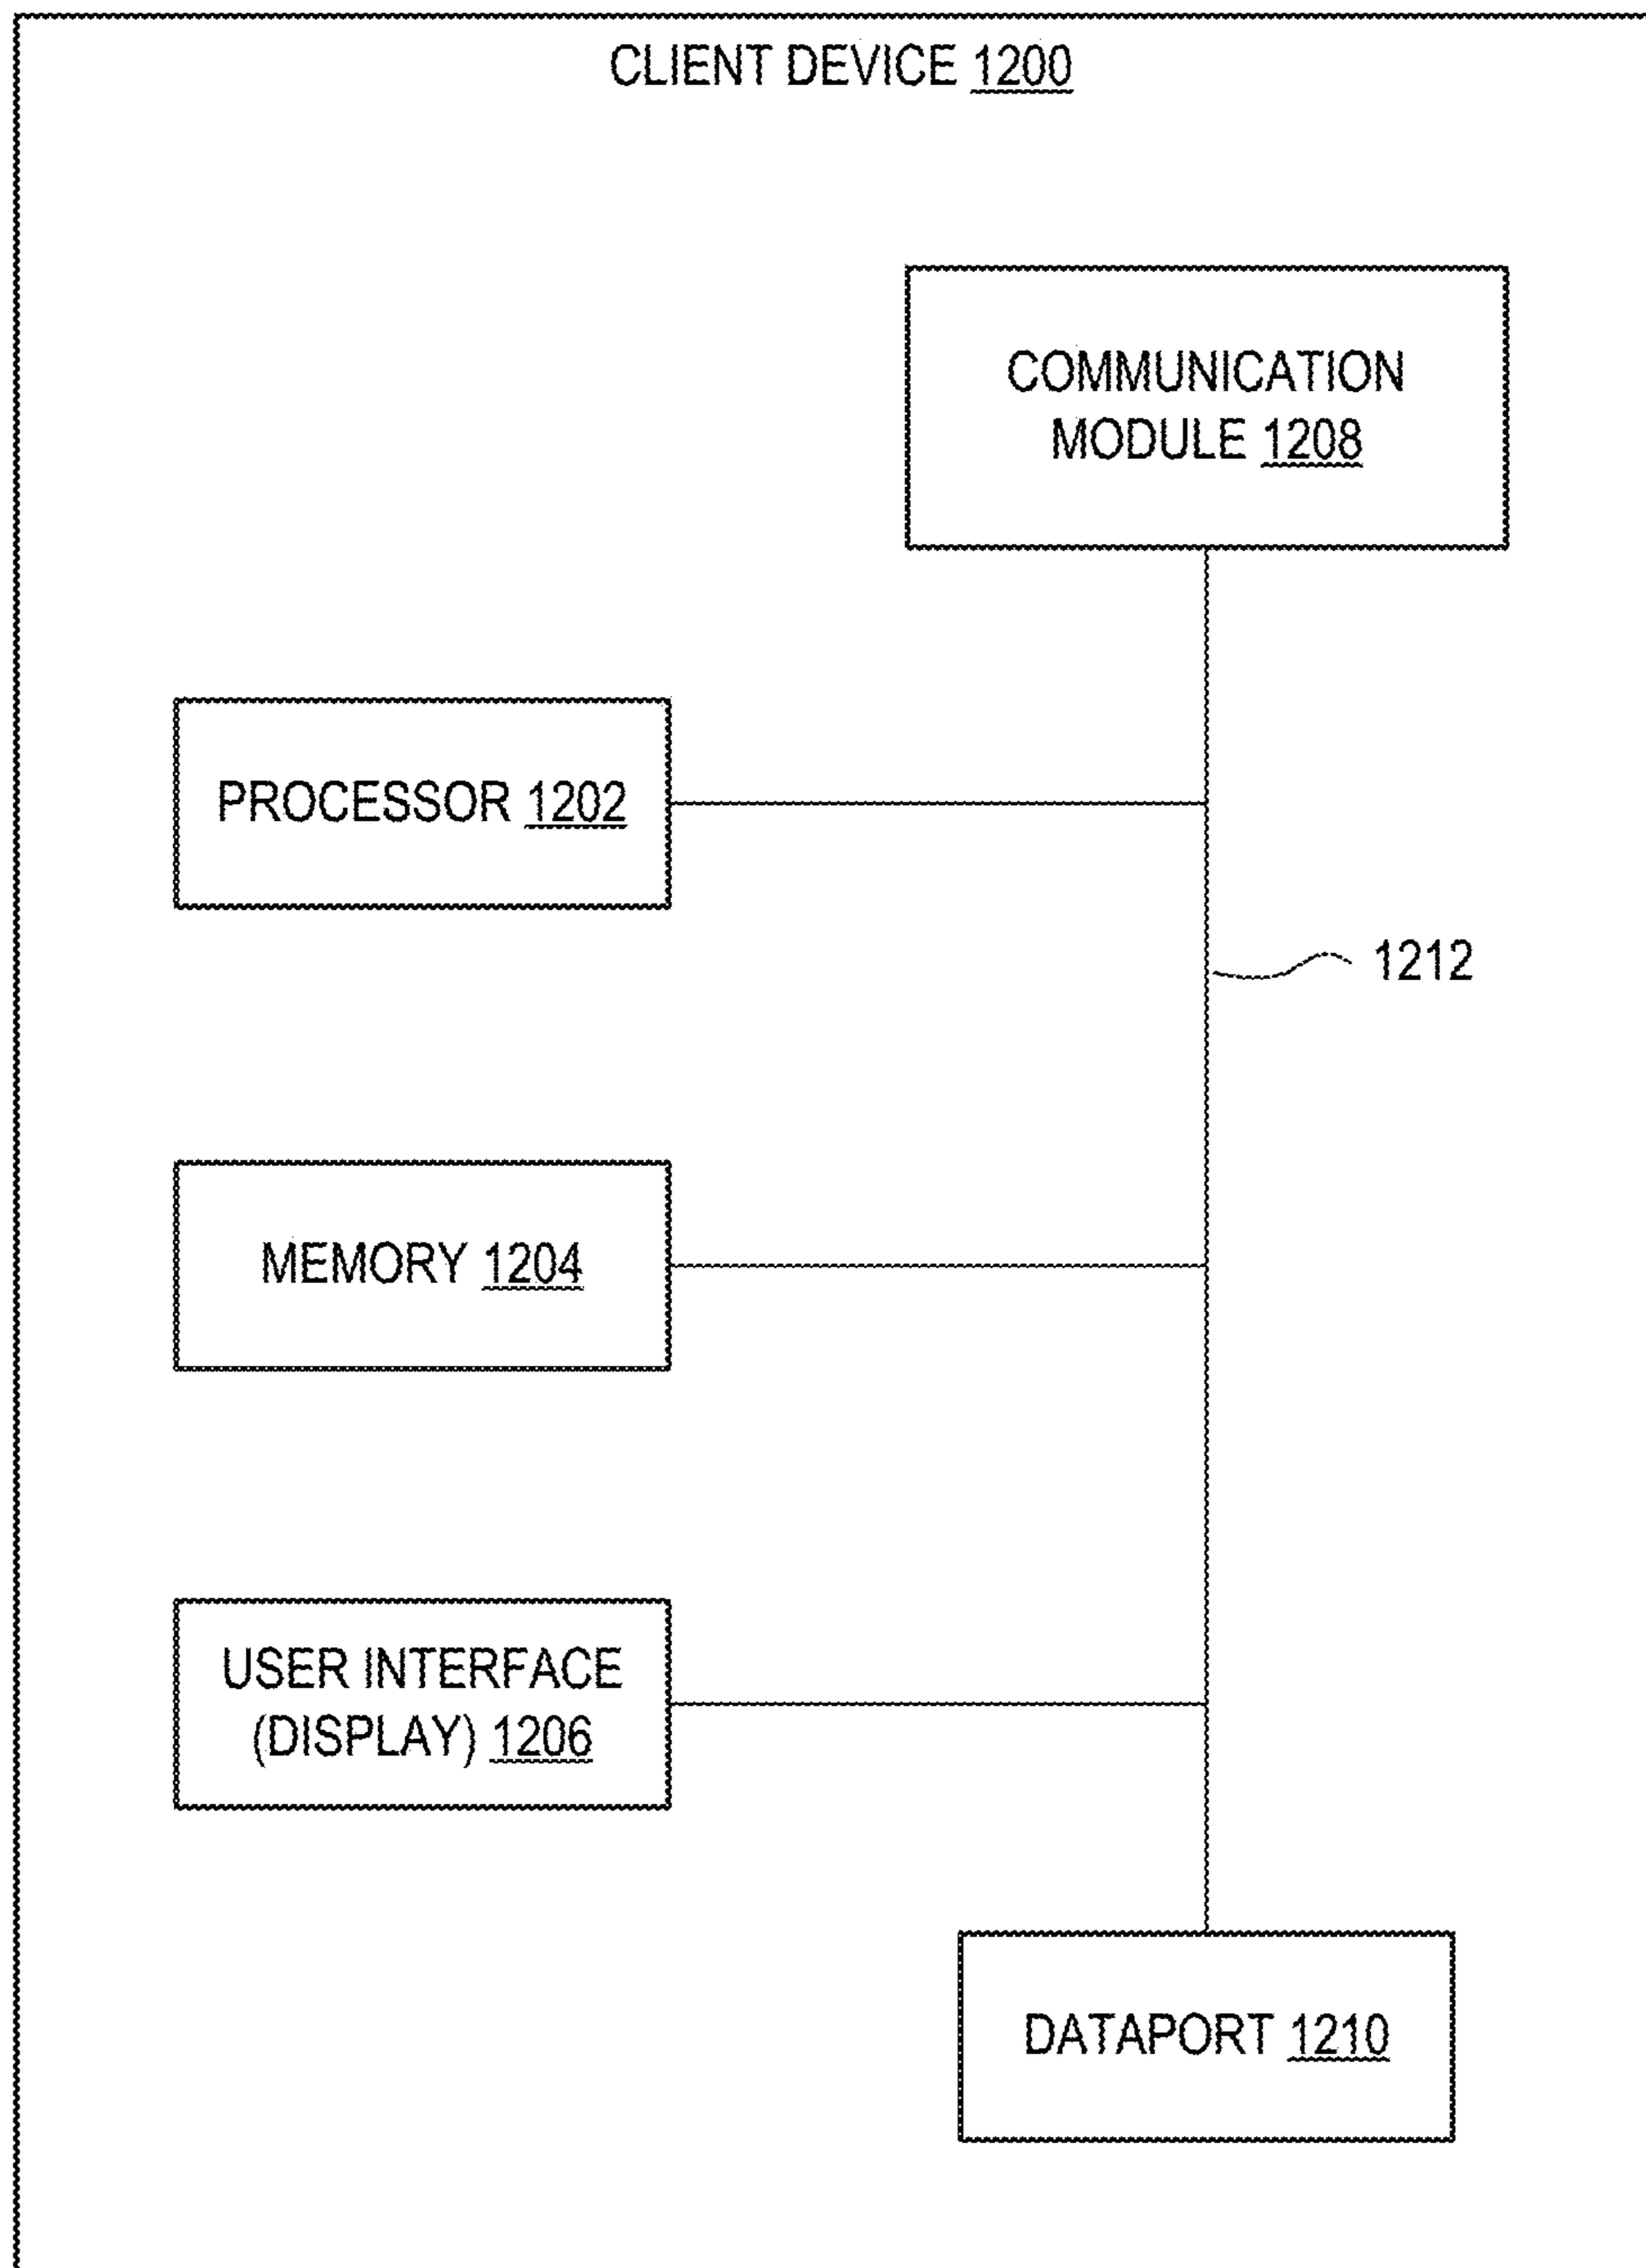 CLIENT DEVICE 1200
COMMUNICATION
MODULE 1208
PROCESSOR 1202
1212
MEMORY 1204
USER INTERFACE
(DISPLAY) 1206
DATAPORT 1210